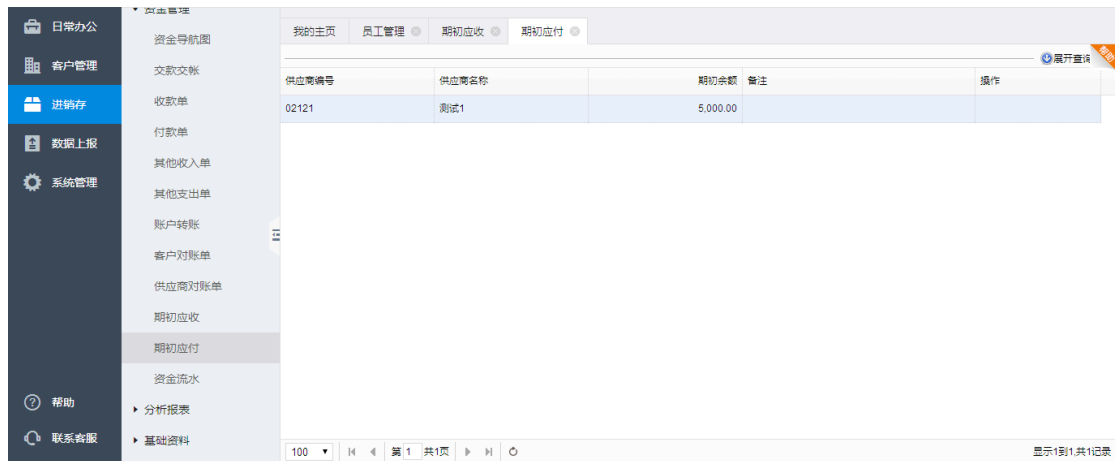 日常办公
客户管理
进销存
数据上报
系统管理
帮助
联系客服
资金管理
资金导航图
交款交帐
收款单
付款单
其他收入单
其他支出单
账户转账
客户对账单
供应商对账单
期初应收
期初应付
资金流水
分析报表
基础资料
我的主页 员工管理 期初应收 期初应付
展开查询
帮助
供应商编号 供应商名称 期初余额 备注 操作
02121 测试1 5,000.00
100 第 1 共1页 显示1到1,共1记录